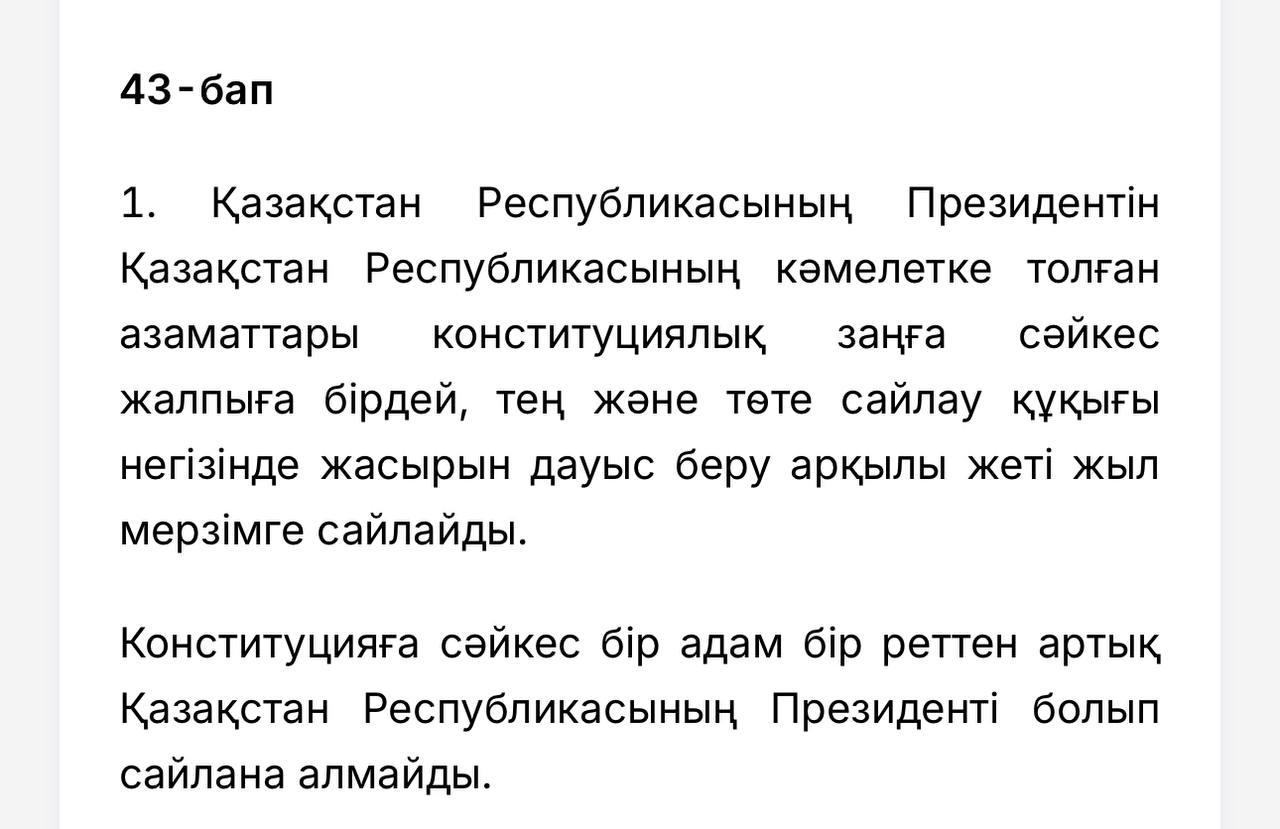 43-бап
1. Қазақстан Республикасының Президентін
Қазақстан Республикасының кәмелетке толған
азаматтары конституциялық заңға сәйкес
жалпыға бірдей, тең және төте сайлау құқығы
негізінде жасырын дауыс беру арқылы жеті жыл
мерзімге сайлайды.
Конституцияға сәйкес бір адам бір реттен артық
Қазақстан Республикасының Президенті болып
сайлана алмайды.